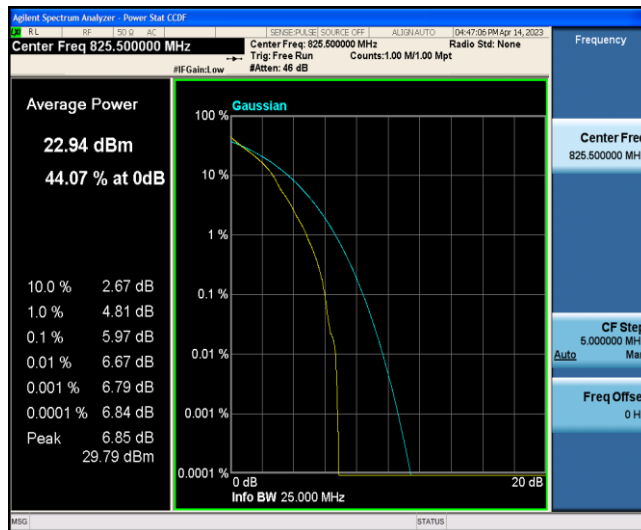 Agilent Spectrum Analyzer - Power Stat CCDF
RL RF 50 Ω AC SENSE:PULSE SOURCE OFF ALIGN AUTO 04:47:06 PM Apr 14, 2023
Center Freq 825.500000 MHz
Center Freq: 825.500000 MHz Radio Std: None
Trig: Free Run Counts:1.00 M/1.00 Mpt
#IFGain:Low #Atten: 46 dB
Frequency
Average Power
22.94 dBm
44.07 % at 0dB
10.0 % 2.67 dB
1.0 % 4.81 dB
0.1 % 5.97 dB
0.01 % 6.67 dB
0.001 % 6.79 dB
0.0001 % 6.84 dB
Peak 6.85 dB
29.79 dBm
Gaussian
100 %
10 %
1 %
0.1 %
0.01 %
0.001 %
0.0001 %
0 dB 20 dB
Info BW 25.000 MHz
Center Freq
825.500000 MH
CF Step
5.000000 MH
Auto Ma
Freq Offse
0 H
MSG STATUS